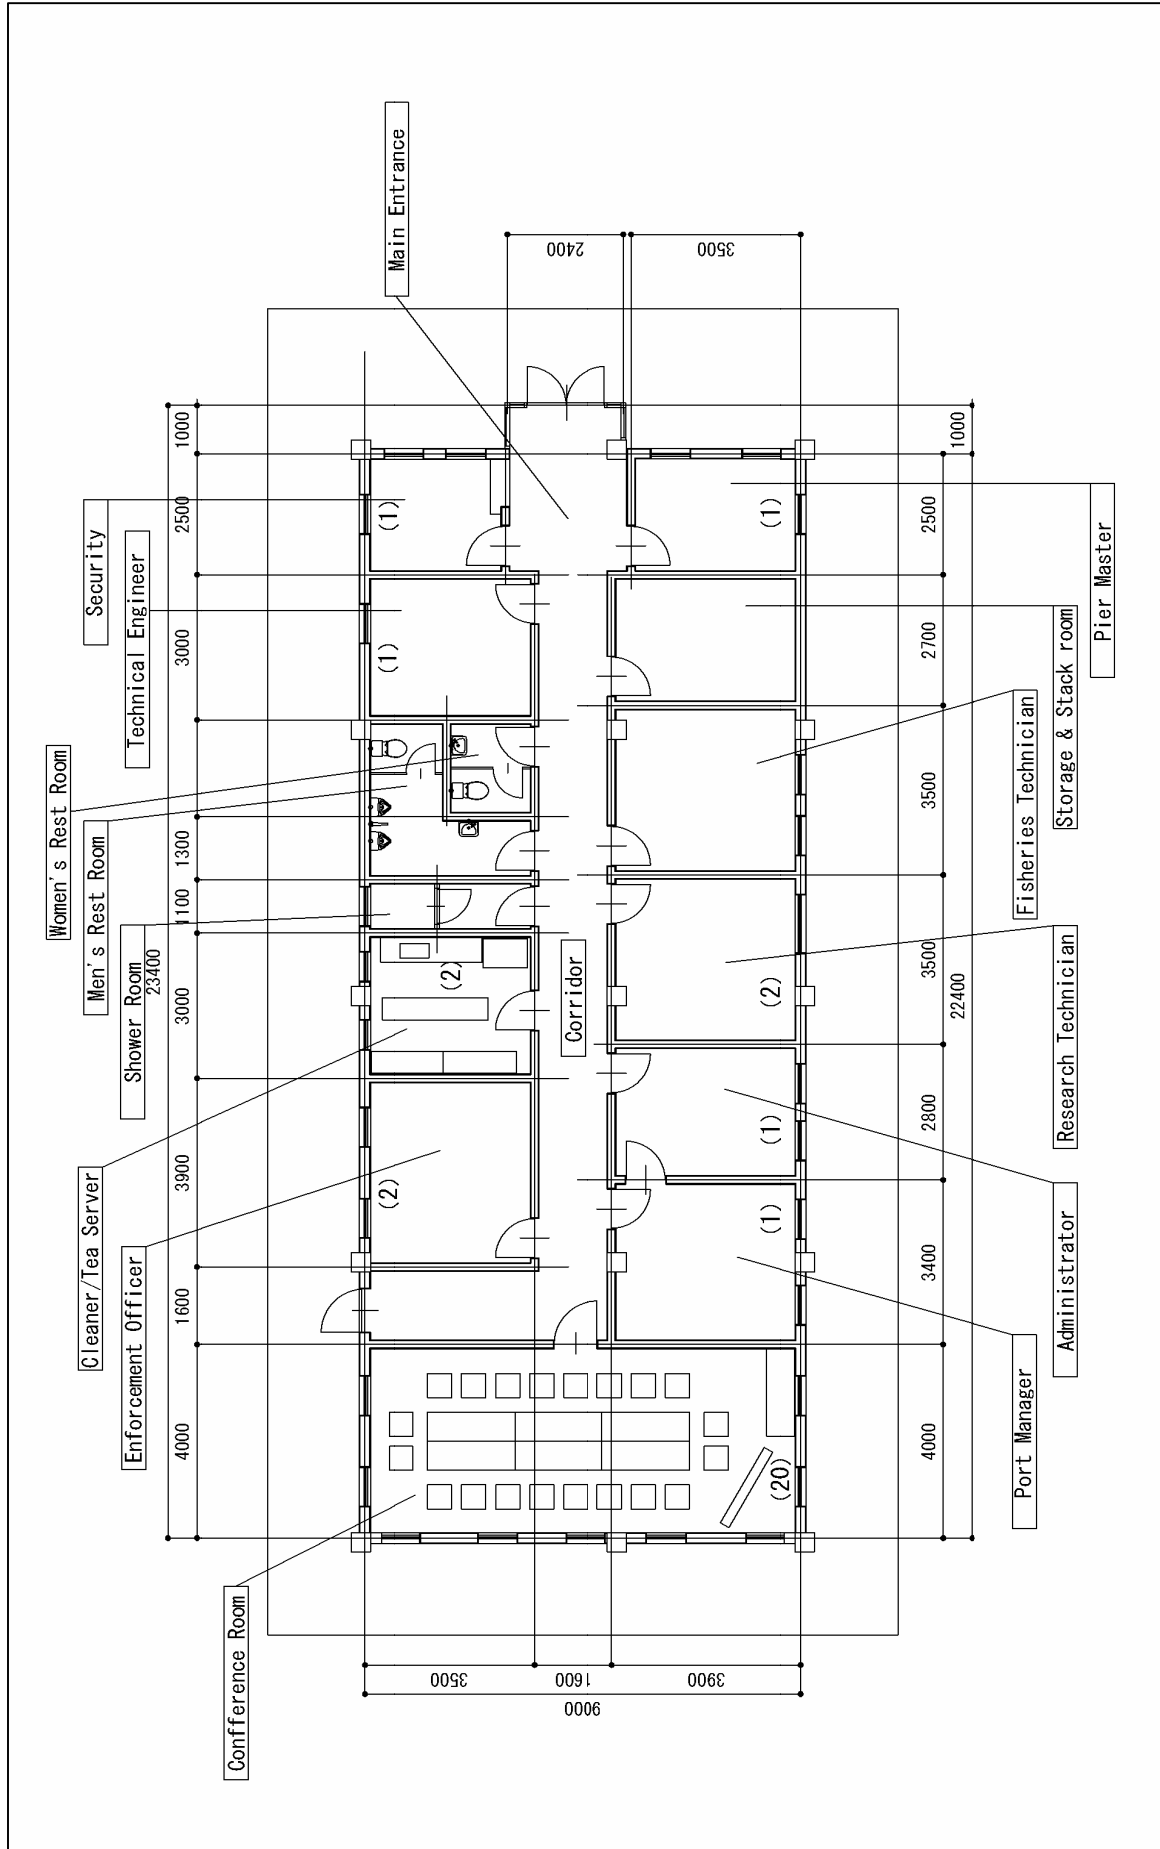 Main Entrance
Security
Technical Engineer
Women's Rest Room
Men's Rest Room
Shower Room
Cleaner/Tea Server
Enforcement Officer
Confference Room
Corridor
Pier Master
Storage & Stack room
Fisheries Technician
Research Technician
Administrator
Port Manager
(1)
(1)
(2)
(2)
(1)
(2)
(1)
(1)
(20)
23400
1000
2500
3000
1300
1100
3000
3900
1600
4000
2400
3500
1000
2500
2700
3500
3500
22400
2800
3400
4000
3500
1600
3900
9000